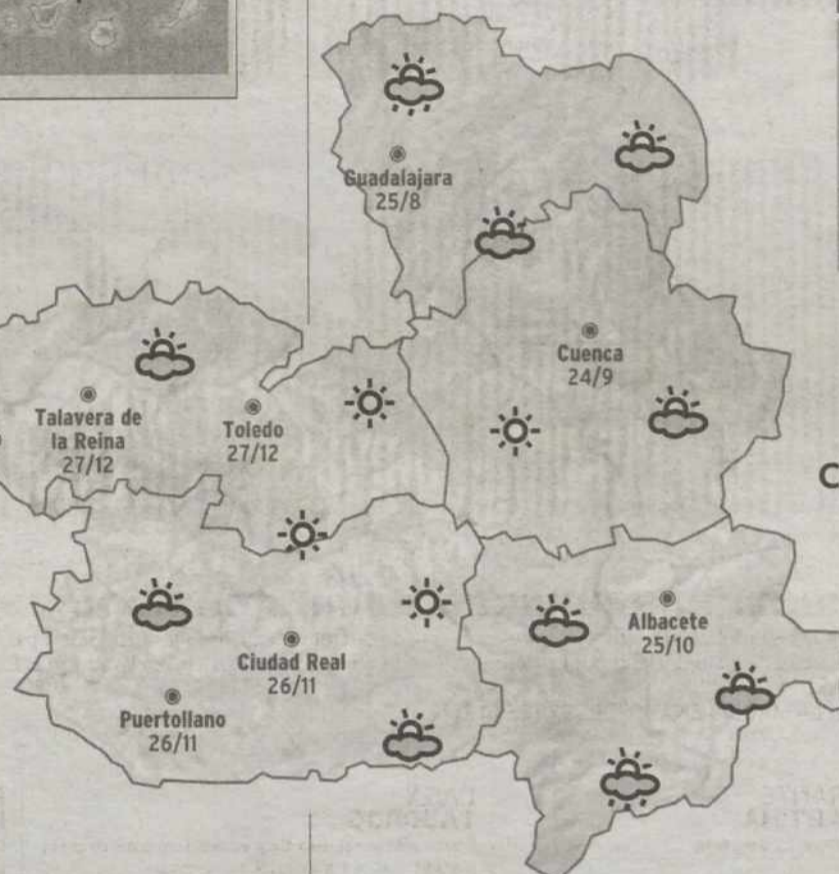 Guadalajara
25/8
Cuenca
24/9
Talavera de
la Reina
27/12
Toledo
27/12
Albacete
25/10
Ciudad Real
26/11
Puertollano
26/11